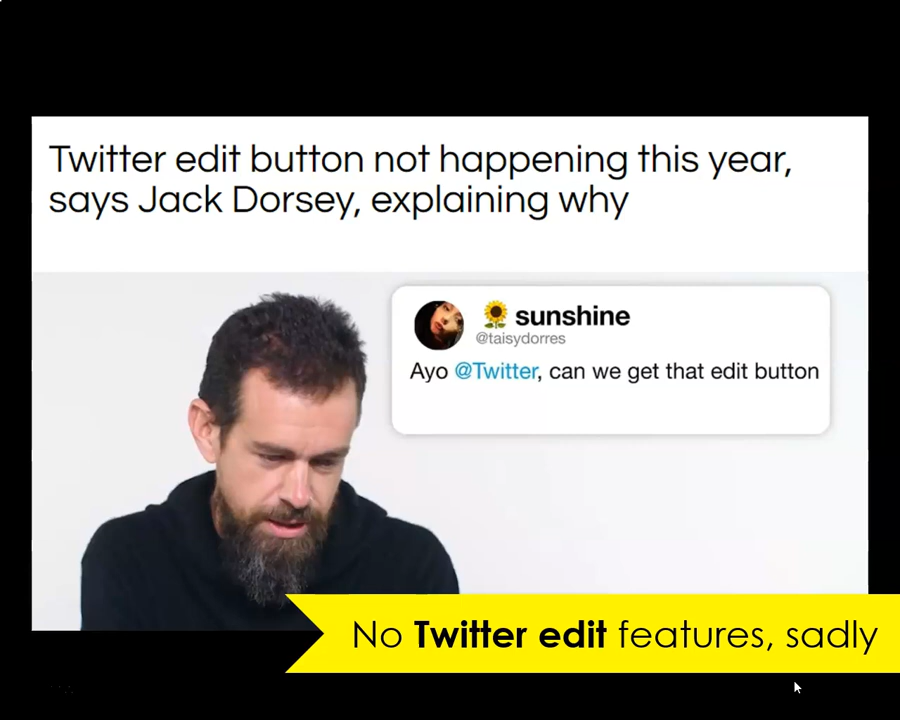 Twitter edit button not happening this year,
says Jack Dorsey, explaining why
🌻 sunshine
@taisydorres
Ayo @Twitter, can we get that edit button
No Twitter edit features, sadly